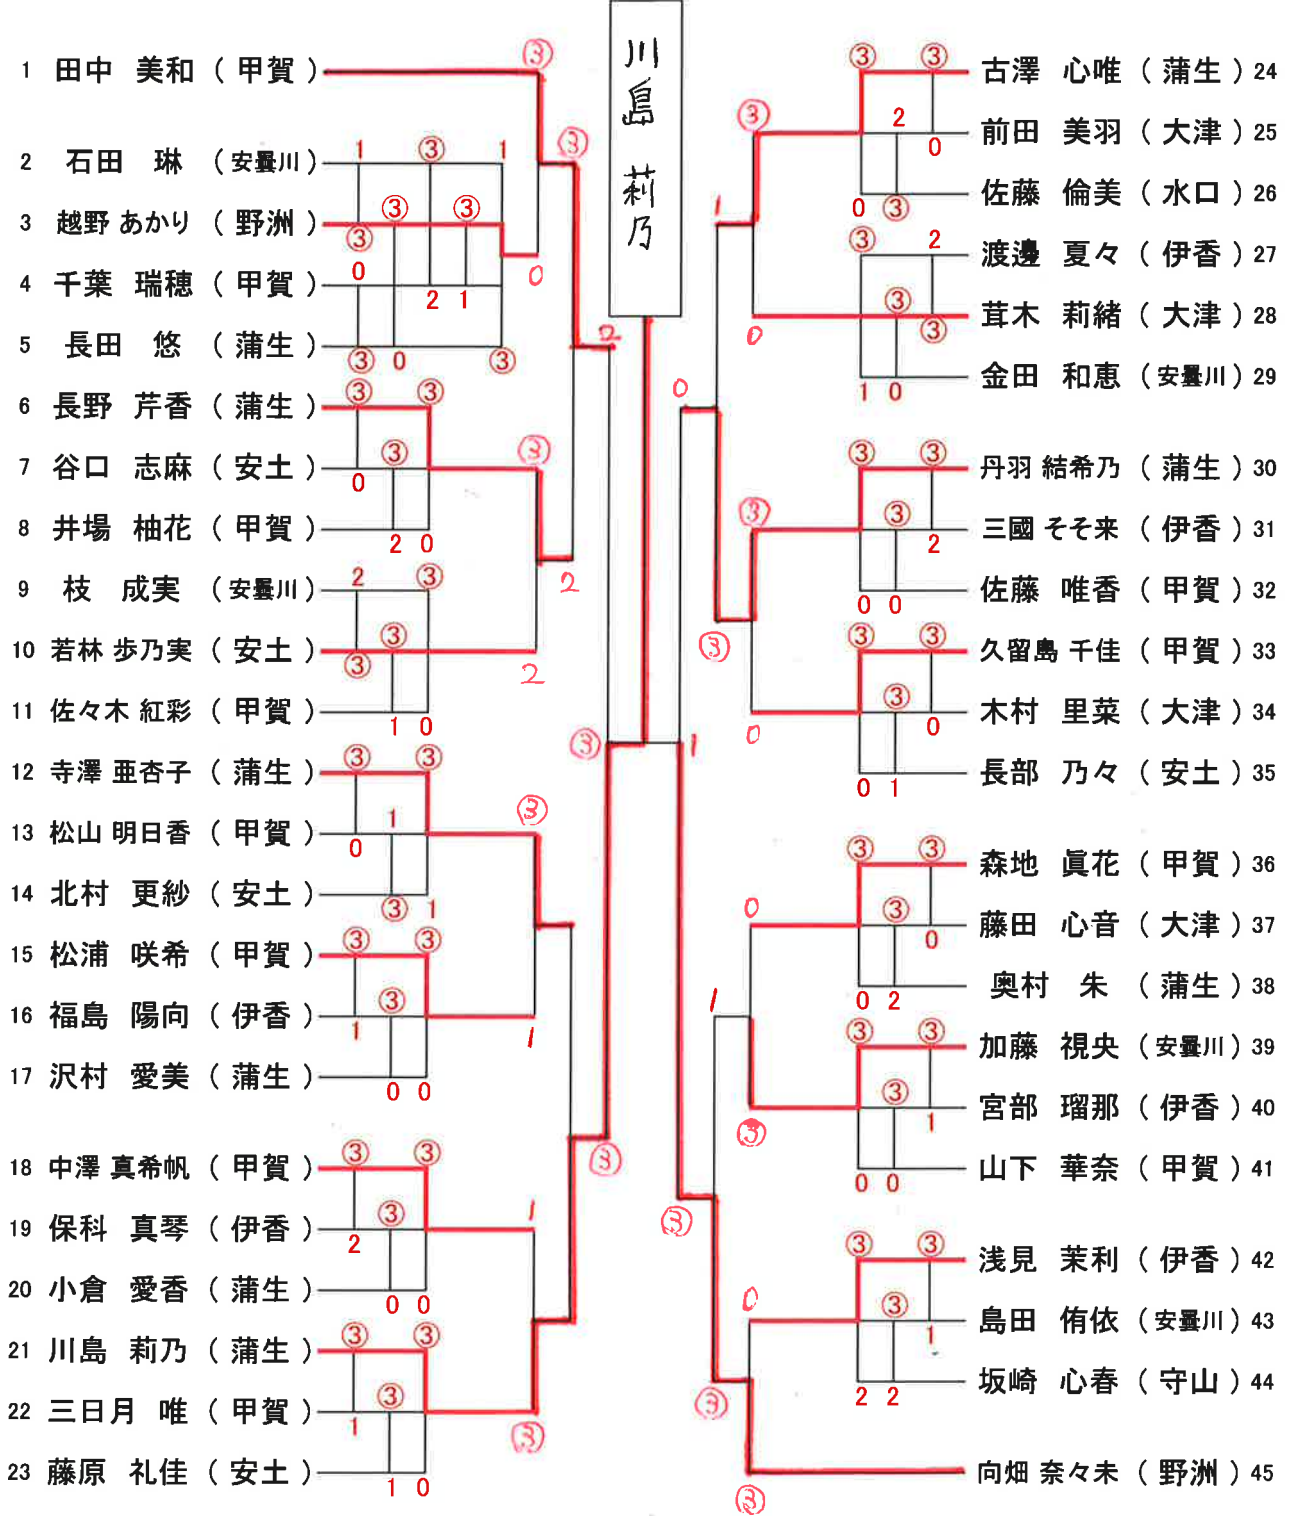 川島 莉乃
1 田中 美和 ( 甲賀 )
2 石田 琳 ( 安曇川 )
3 越野 あかり ( 野洲 )
4 千葉 瑞穂 ( 甲賀 )
5 長田 悠 ( 蒲生 )
6 長野 芹香 ( 蒲生 )
7 谷口 志麻 ( 安土 )
8 井場 柚花 ( 甲賀 )
9 枝 成実 ( 安曇川 )
10 若林 歩乃実 ( 安土 )
11 佐々木 紅彩 ( 甲賀 )
12 寺澤 亜杏子 ( 蒲生 )
13 松山 明日香 ( 甲賀 )
14 北村 更紗 ( 安土 )
15 松浦 咲希 ( 甲賀 )
16 福島 陽向 ( 伊香 )
17 沢村 愛美 ( 蒲生 )
18 中澤 真希帆 ( 甲賀 )
19 保科 真琴 ( 伊香 )
20 小倉 愛香 ( 蒲生 )
21 川島 莉乃 ( 蒲生 )
22 三日月 唯 ( 甲賀 )
23 藤原 礼佳 ( 安土 )
古澤 心唯 ( 蒲生 ) 24
前田 美羽 ( 大津 ) 25
佐藤 倫美 ( 水口 ) 26
渡邊 夏々 ( 伊香 ) 27
茸木 莉緒 ( 大津 ) 28
金田 和恵 ( 安曇川 ) 29
丹羽 結希乃 ( 蒲生 ) 30
三國 そそ来 ( 伊香 ) 31
佐藤 唯香 ( 甲賀 ) 32
久留島 千佳 ( 甲賀 ) 33
木村 里菜 ( 大津 ) 34
長部 乃々 ( 安土 ) 35
森地 眞花 ( 甲賀 ) 36
藤田 心音 ( 大津 ) 37
奥村 朱 ( 蒲生 ) 38
加藤 視央 ( 安曇川 ) 39
宮部 瑠那 ( 伊香 ) 40
山下 華奈 ( 甲賀 ) 41
浅見 茉利 ( 伊香 ) 42
島田 侑依 ( 安曇川 ) 43
坂崎 心春 ( 守山 ) 44
向畑 奈々未 ( 野洲 ) 45